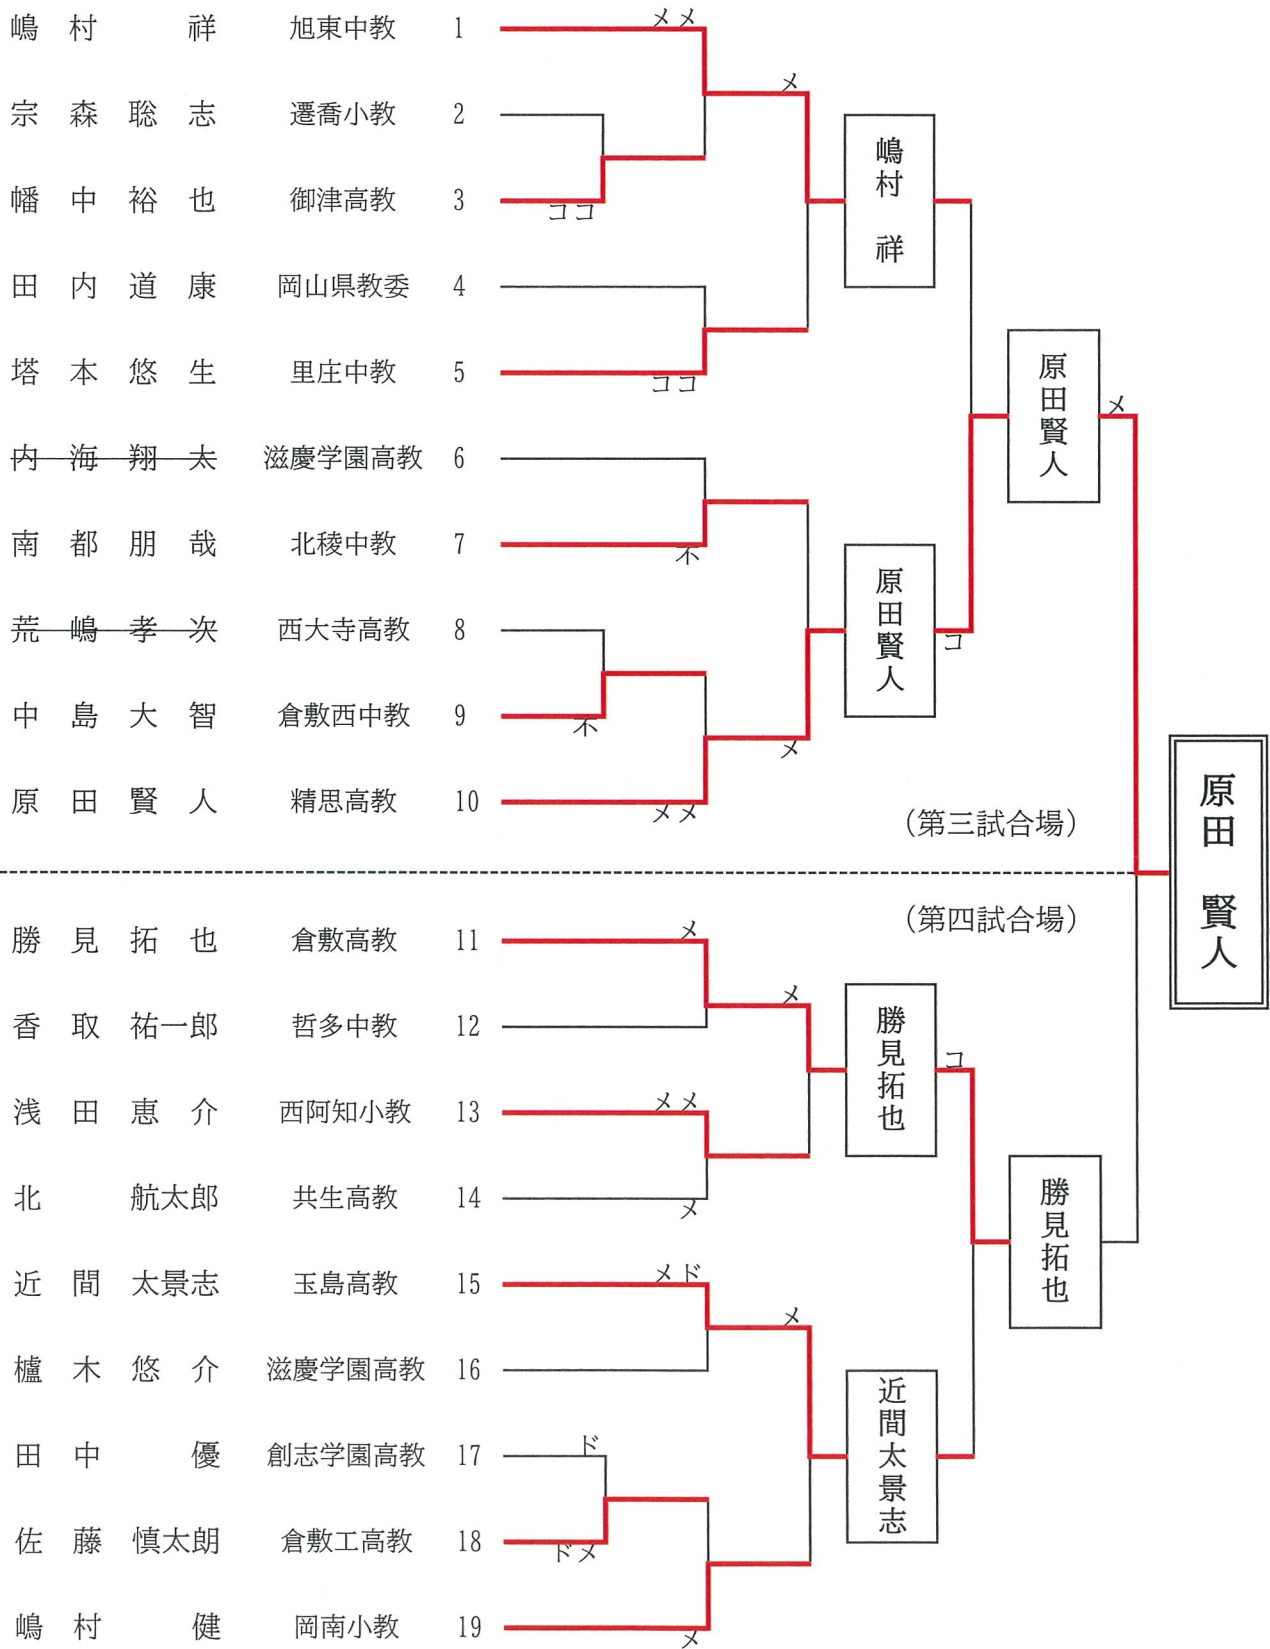 嶋村 祥 旭東中教 1 メメ
メ
宗森聡志 遷喬小教 2
幡中裕也 御津高教 3 ココ
嶋村 祥
田内道康 岡山県教委 4
塔本悠生 里庄中教 5 ココ
原田賢人 メ
内海翔太 滋慶学園高教 6
南都朋哉 北稜中教 7 不
荒嶋孝次 西大寺高教 8
原田賢人 コ
中島大智 倉敷西中教 9 不
メ
原田賢人 精思高教 10 メメ
(第三試合場)
原田 賢人
(第四試合場)
勝見拓也 倉敷高教 11 メ
メ
香取祐一郎 哲多中教 12
勝見拓也 コ
浅田恵介 西阿知小教 13 メメ
北 航太郎 共生高教 14 メ
勝見拓也
近間太景志 玉島高教 15 メド
メ
櫨木悠介 滋慶学園高教 16
近間太景志
田中 優 創志学園高教 17 ド
佐藤慎太朗 倉敷工高教 18 ドメ
嶋村 健 岡南小教 19 メ